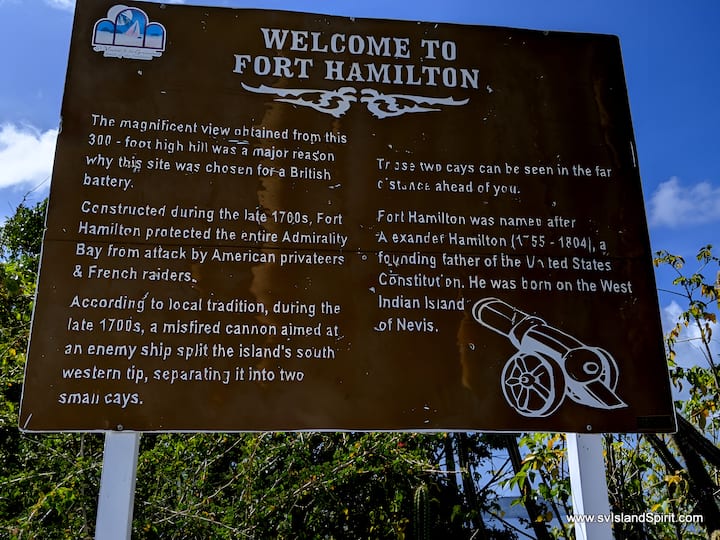 WELCOME TO
FORT HAMILTON
The magnificent view obtained from this
300 - foot high hill was a major reason
why this site was chosen for a British
battery.
Constructed during the late 1700s, Fort
Hamilton protected the entire Admirality
Bay from attack by American privateers
& French raiders.
According to local tradition, during the
late 1700s, a misfired cannon aimed at
an enemy ship split the island's south
western tip, separating it into two
small cays.
Those two cays can be seen in the far
distance ahead of you.
Fort Hamilton was named after
Alexander Hamilton (1755 - 1804), a
founding father of the United States
Constitution. He was born on the West
Indian Island
of Nevis.
www.svIslandSpirit.com